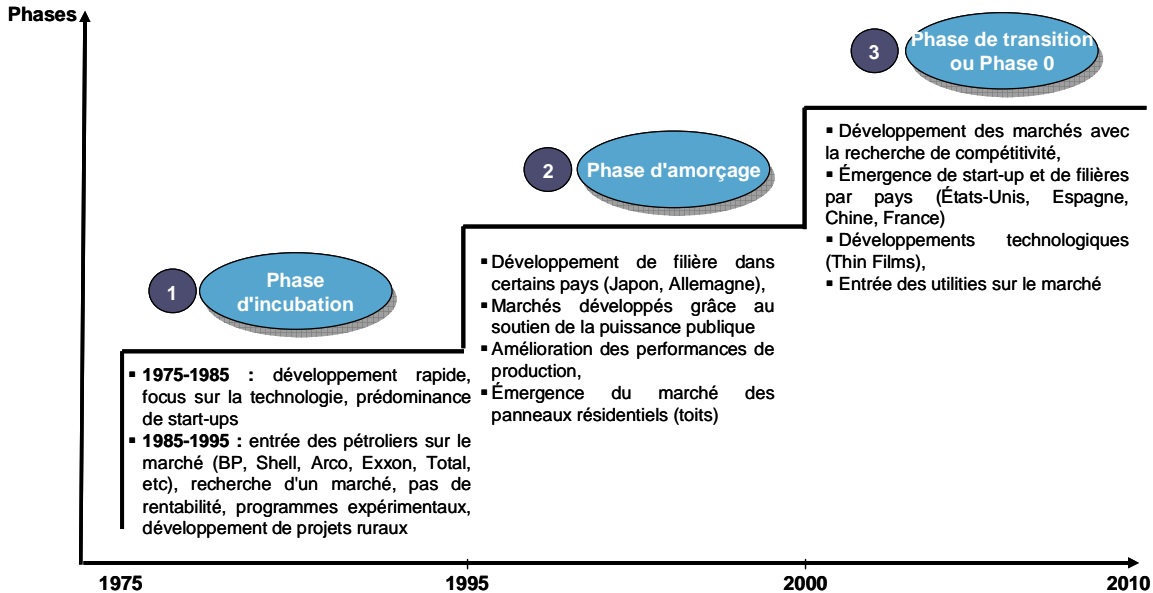 Phases
3
Phase de transition
ou Phase 0
▪ Développement des marchés avec
la recherche de compétitivité,
▪ Émergence de start-up et de filières
par pays (États-Unis, Espagne,
Chine, France)
▪ Développements technologiques
(Thin Films),
▪ Entrée des utilities sur le marché
2
Phase d'amorçage
▪ Développement de filière dans
certains pays (Japon, Allemagne),
▪ Marchés développés grâce au
soutien de la puissance publique
▪ Amélioration des performances de
production,
▪ Émergence du marché des
panneaux résidentiels (toits)
1
Phase
d'incubation
▪ 1975-1985 : développement rapide,
focus sur la technologie, prédominance
de start-ups
▪ 1985-1995 : entrée des pétroliers sur le
marché (BP, Shell, Arco, Exxon, Total,
etc), recherche d'un marché, pas de
rentabilité, programmes expérimentaux,
développement de projets ruraux
1975
1995
2000
2010